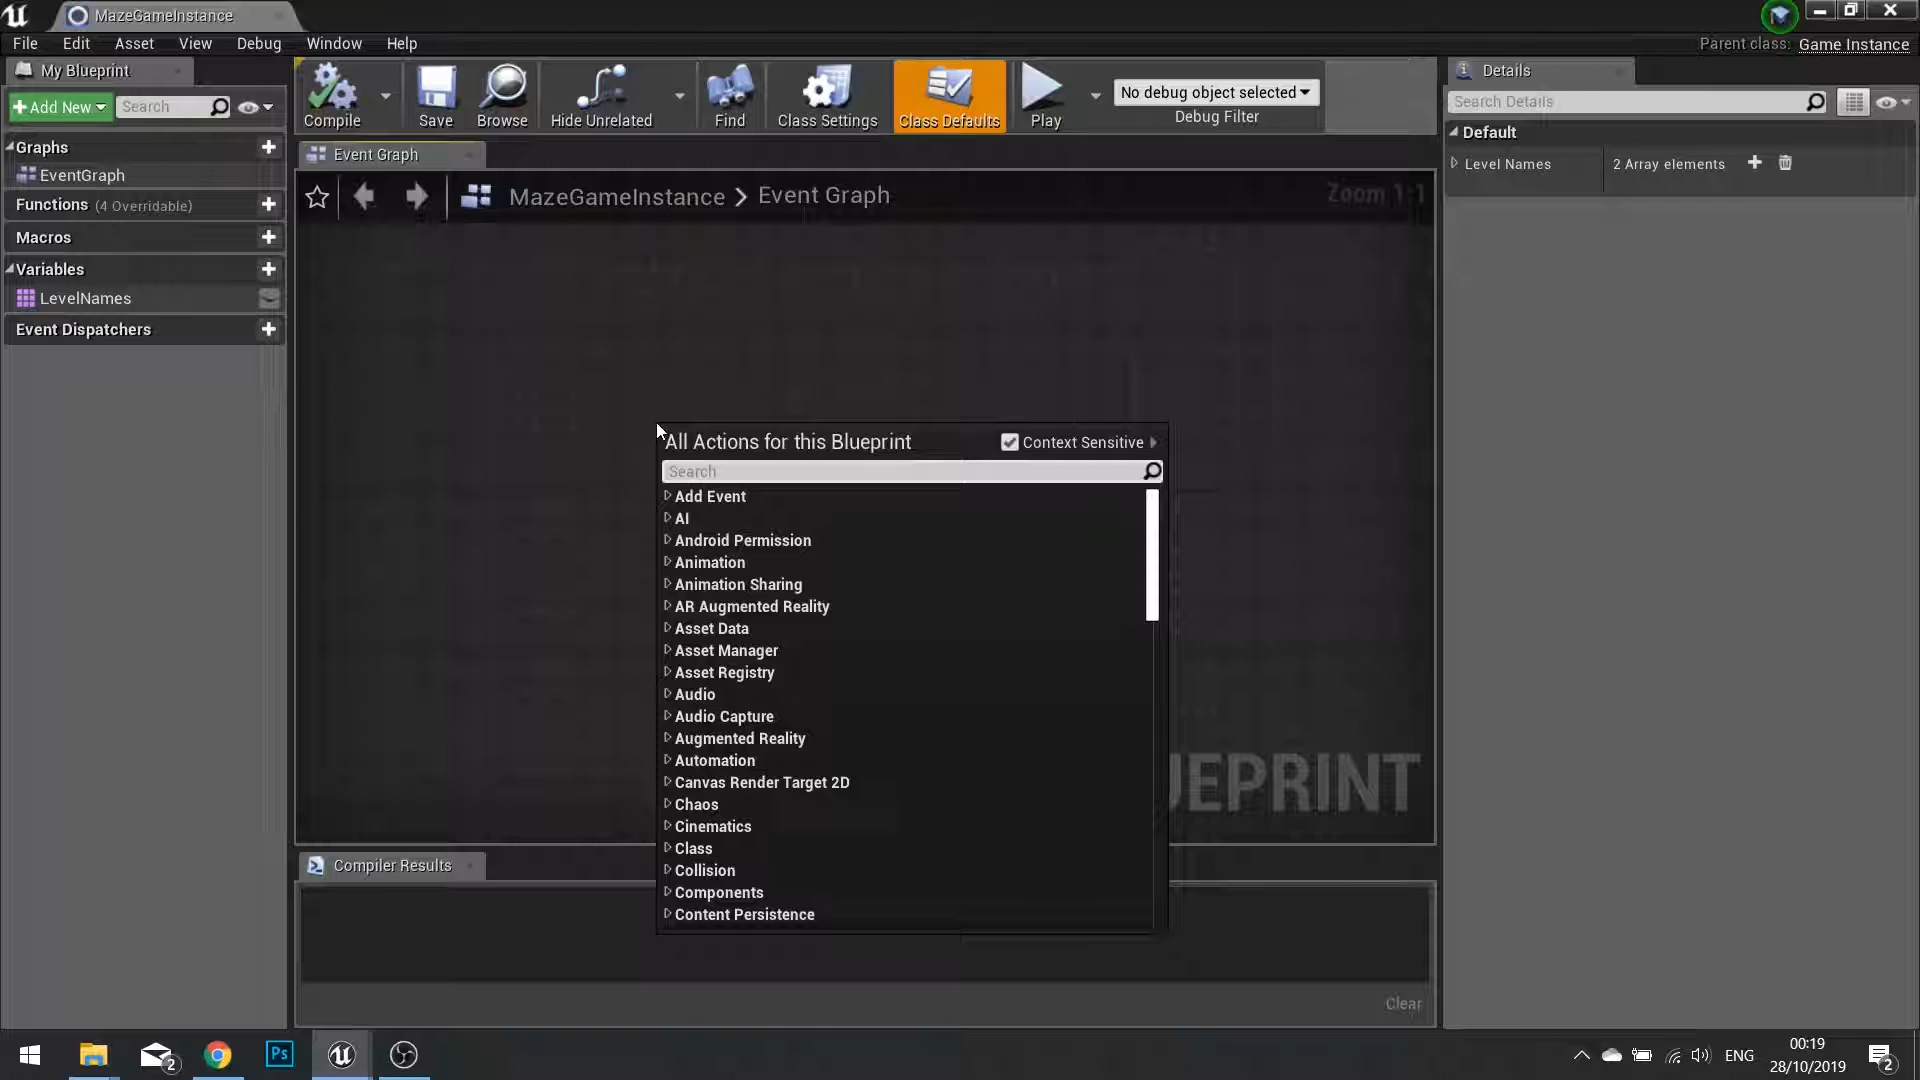 MazeGameInstance
File Edit Asset View Debug Window Help
Parent class: Game Instance
My Blueprint
Add New
Search
Graphs
EventGraph
Functions (4 Overridable)
Macros
Variables
LevelNames
Event Dispatchers
Compile
Save
Browse
Hide Unrelated
Find
Class Settings
Class Defaults
Play
No debug object selected
Debug Filter
Event Graph
MazeGameInstance > Event Graph
Zoom 1:1
All Actions for this Blueprint
Context Sensitive
Search
Add Event
AI
Android Permission
Animation
Animation Sharing
AR Augmented Reality
Asset Data
Asset Manager
Asset Registry
Audio
Audio Capture
Augmented Reality
Automation
Canvas Render Target 2D
Chaos
Cinematics
Class
Collision
Components
Content Persistence
UEPRINT
Compiler Results
Clear
Details
Search Details
Default
Level Names
2 Array elements
2
Ps
ENG
00:19
28/10/2019
2